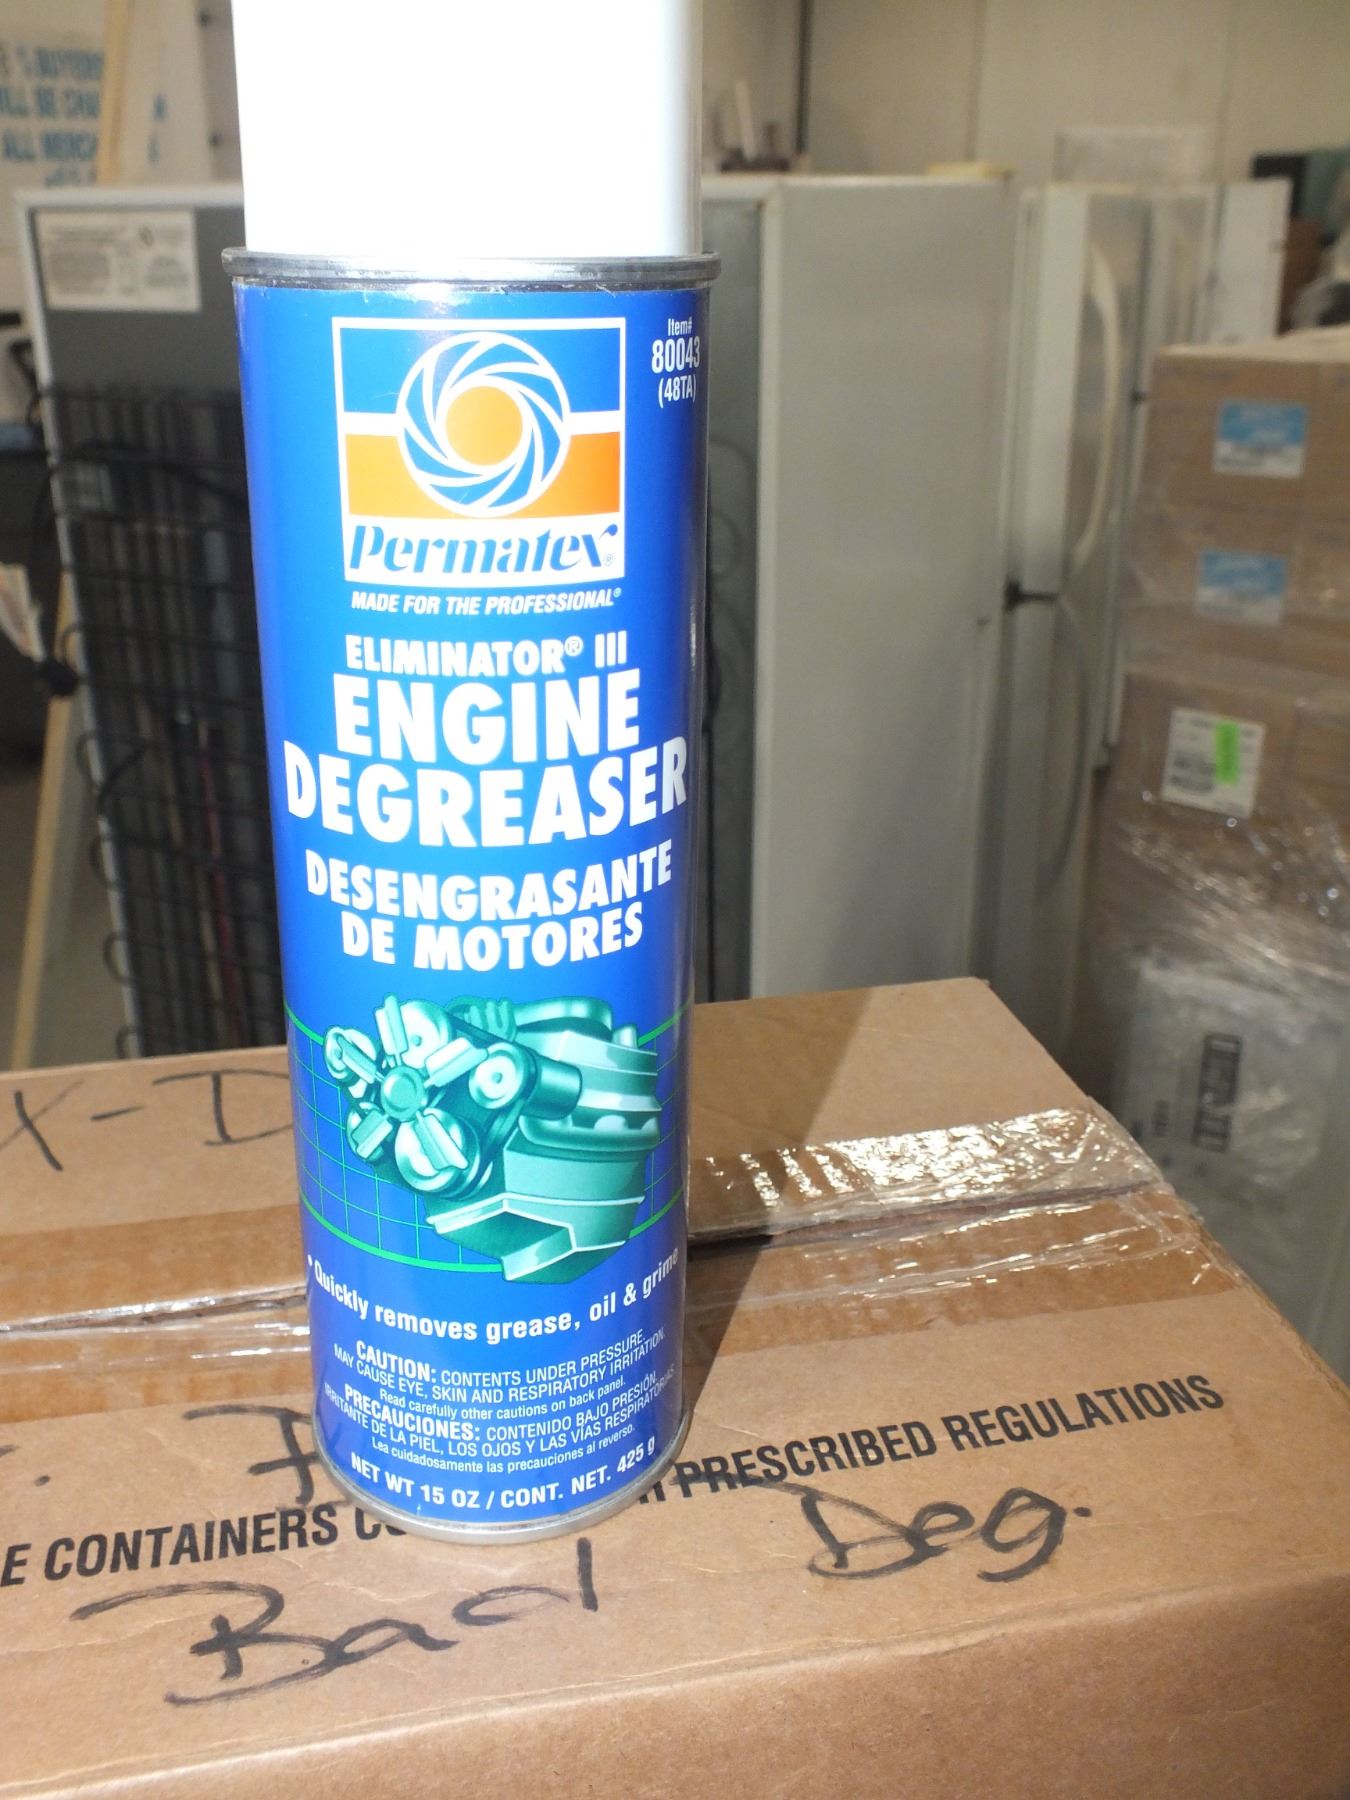 Item#
80043
(48TA)
Permatex®
MADE FOR THE PROFESSIONAL®
ELIMINATOR® III
ENGINE
DEGREASER
DESENGRASANTE
DE MOTORES
• Quickly removes grease, oil & grime
CAUTION: CONTENTS UNDER PRESSURE.
MAY CAUSE EYE, SKIN AND RESPIRATORY IRRITATION.
Read carefully other cautions on back panel.
PRECAUCIONES: CONTENIDO BAJO PRESIÓN.
IRRITANTE DE LA PIEL, LOS OJOS Y LAS VÍAS RESPIRATORIAS.
Lea cuidadosamente las precauciones al reverso.
NET WT 15 OZ / CONT. NET. 425 g
X-D
CONTAINERS PRESCRIBED REGULATIONS
Bad Deg.
ALL